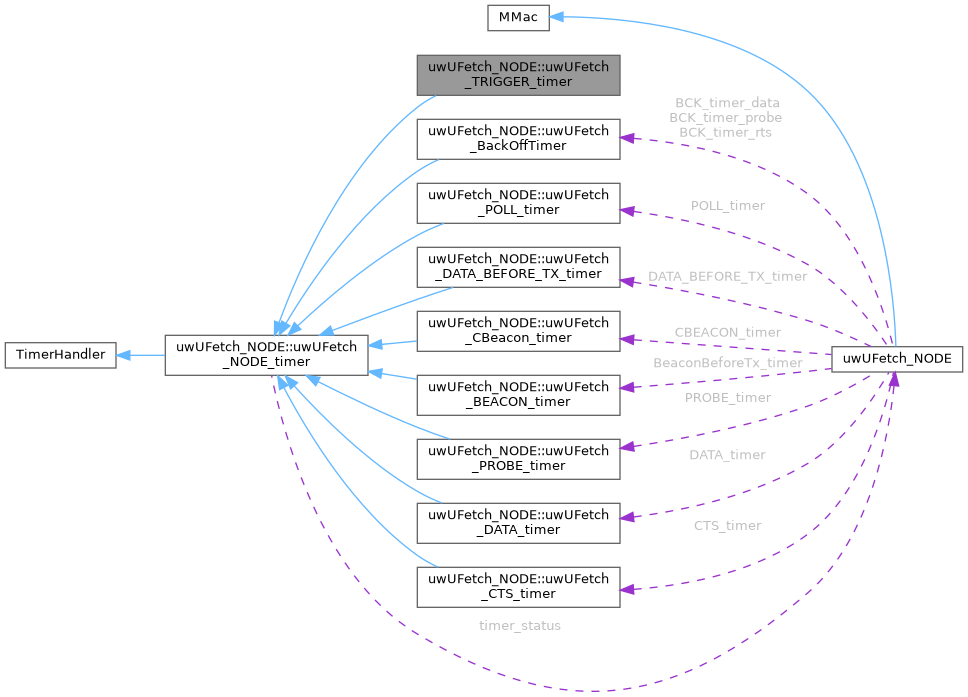 MMac
uwUFetch_NODE::uwUFetch
_TRIGGER_timer
BCK_timer_data
BCK_timer_probe
BCK_timer_rts
uwUFetch_NODE::uwUFetch
_BackOffTimer
uwUFetch_NODE::uwUFetch
_POLL_timer
POLL_timer
uwUFetch_NODE::uwUFetch
_DATA_BEFORE_TX_timer
DATA_BEFORE_TX_timer
uwUFetch_NODE::uwUFetch
_CBeacon_timer
CBEACON_timer
TimerHandler
uwUFetch_NODE::uwUFetch
_NODE_timer
uwUFetch_NODE
BeaconBeforeTx_timer
uwUFetch_NODE::uwUFetch
_BEACON_timer
PROBE_timer
uwUFetch_NODE::uwUFetch
_PROBE_timer
DATA_timer
uwUFetch_NODE::uwUFetch
_DATA_timer
CTS_timer
uwUFetch_NODE::uwUFetch
_CTS_timer
timer_status